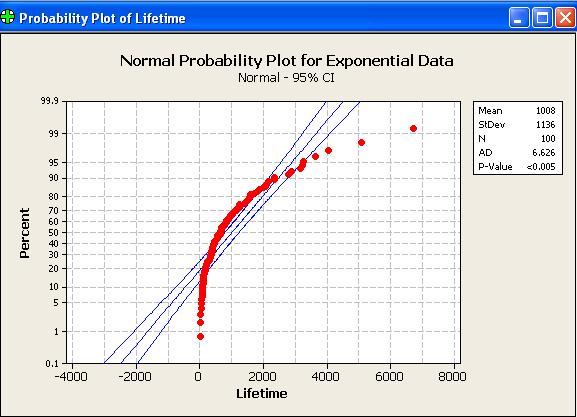 Probability Plot of Lifetime
Normal Probability Plot for Exponential Data
Normal - 95% CI
99.9
99
95
90
80
70
60
50
40
30
20
10
5
1
0.1
Percent
-4000
-2000
0
2000
4000
6000
8000
Lifetime
Mean 1008
StDev 1136
N 100
AD 6.626
P-Value <0.005